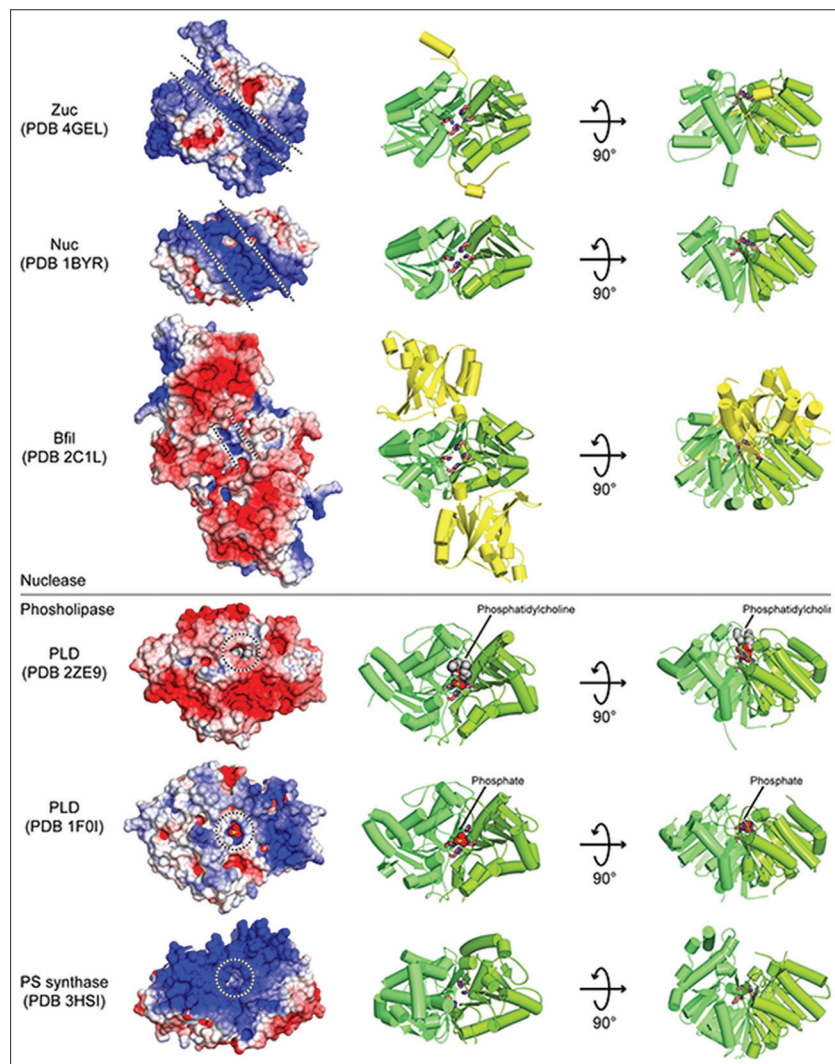 Zuc
(PDB 4GEL)
90°
Nuc
(PDB 1BYR)
90°
BfiI
(PDB 2C1L)
90°
Nuclease
Phosholipase
Phosphatidylcholine
Phosphatidylcholin
PLD
(PDB 2ZE9)
90°
Phosphate
Phosphate
PLD
(PDB 1F0I)
90°
PS synthase
(PDB 3HSI)
90°